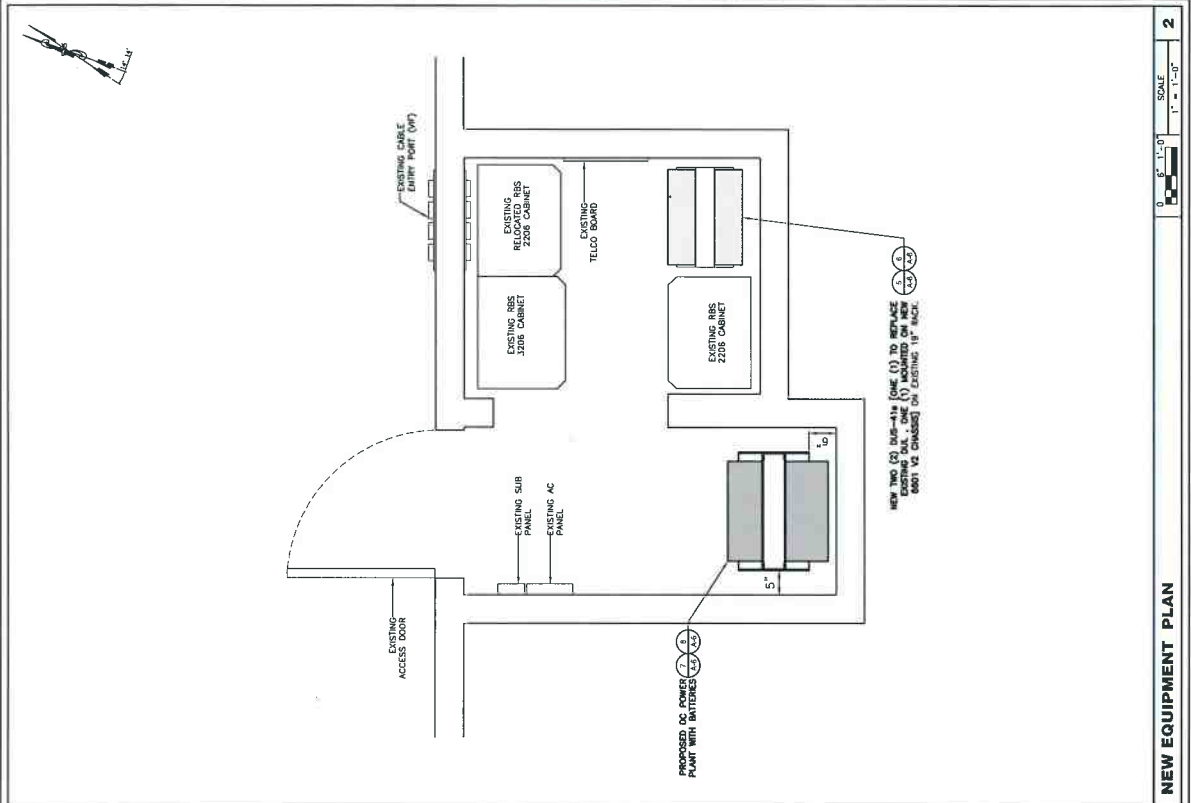 EXISTING CABLE
ENTRY PORT (VIF)
EXISTING
RELOCATED RBS
2206 CABINET
EXISTING RBS
3206 CABINET
EXISTING
TELCO BOARD
EXISTING RBS
2206 CABINET
EXISTING SUB
PANEL
EXISTING AC
PANEL
EXISTING
ACCESS DOOR
6"
5"
5
A-6
6
A-6
NEW TWO (2) DUS-41s [ONE (1) TO REPLACE
EXISTING DUL, ONE (1) MOUNTED ON NEW
6601 V2 CHASSIS] ON EXISTING 19" RACK.
7
A-6
8
A-6
PROPOSED DC POWER
PLANT WITH BATTERIES
NEW EQUIPMENT PLAN
0 6" 1'-0"
SCALE
1" = 1'-0"
2